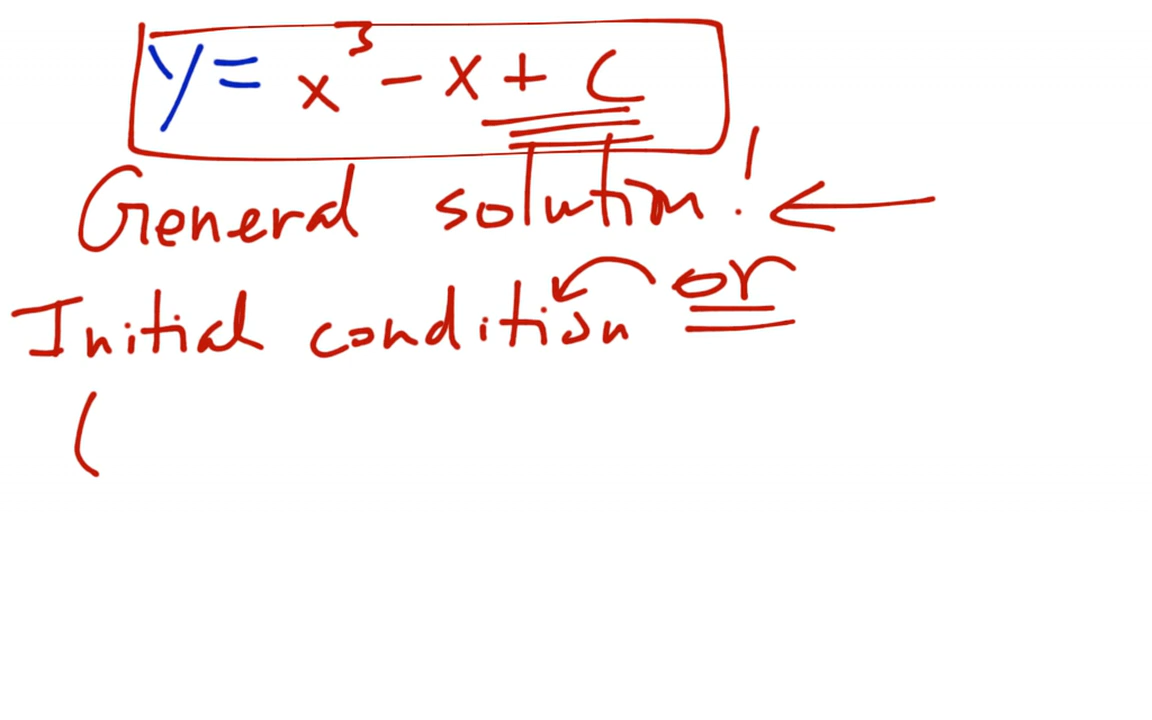 y = x³ - x + C
General solution!
Initial condition or
(